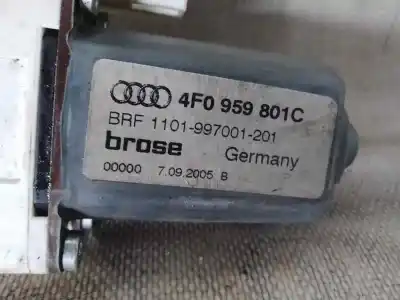 4F0 959 801C
BRF 1101-997001-201
brose Germany
00000 7.09.2005 B